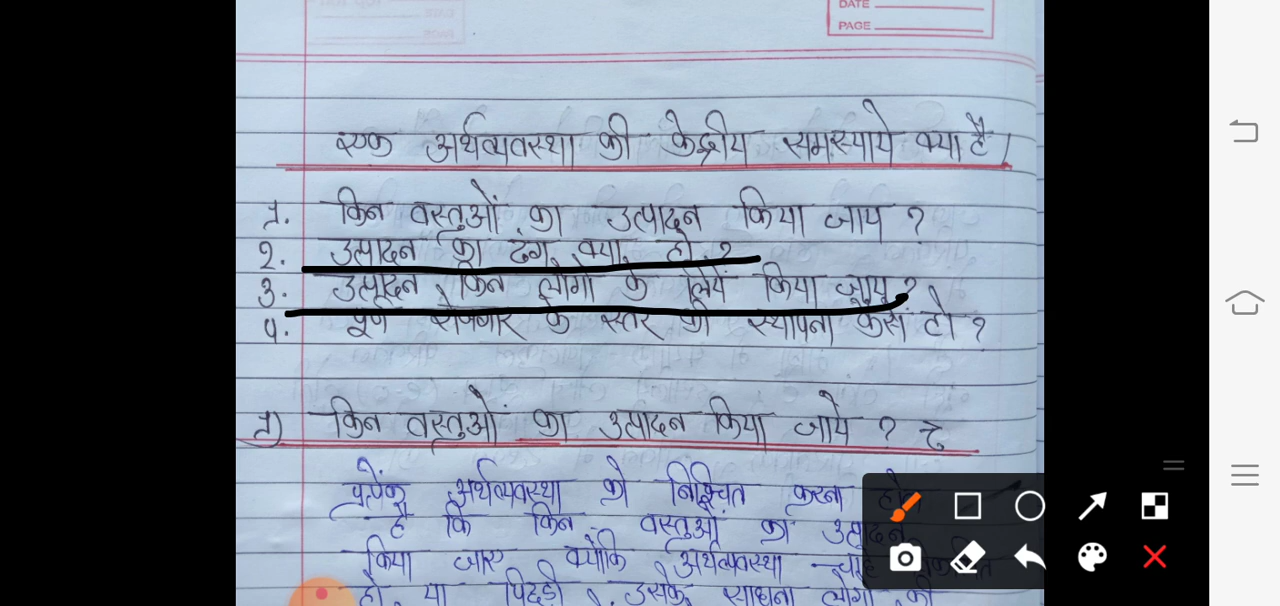 DATE
PAGE
एक अर्थव्यवस्था की केन्द्रीय समस्याये क्या है।
1. किन वस्तुओं का उत्पादन किया जाय ?
2. उत्पादन का ढंग क्या हो ?
3. उत्पादन किन लोगो के लिये किया जाय ?
4. पूर्ण रोजगार के स्तर की स्थापना कैसे हो ?
1) किन वस्तुओं का उत्पादन किया जाये ? :
प्रत्येक अर्थव्यवस्था को निश्चित करना
है कि किन वस्तुओं का उत्पादन
किया जाए क्योंकि अर्थव्यवस्था चाहे
हो या पिछड़ी उसके साधनो लोगो की